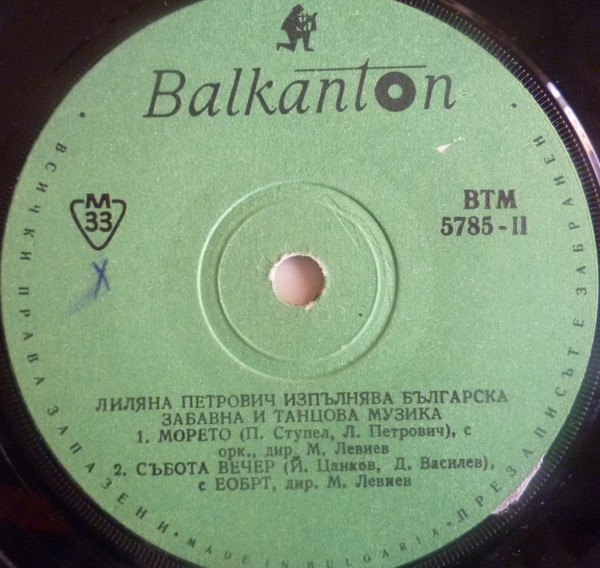 Balkanton
М
33
ВТМ
5785-II
ЛИЛЯНА ПЕТРОВИЧ ИЗПЪЛНЯВА БЪЛГАРСКА
ЗАБАВНА И ТАНЦОВА МУЗИКА
1. МОРЕТО (П. Ступел, Л. Петрович), с
орк., дир. М. Левиев
2. СЪБОТА ВЕЧЕР (Й. Цанков, Д. Василев),
с ЕОБРТ, дир. М. Левиев
• ВСИЧКИ ПРАВА ЗАПАЗЕНИ • MADE IN BULGARIA • ПРЕЗАПИСЪТ Е ЗАБРАНЕН •
X